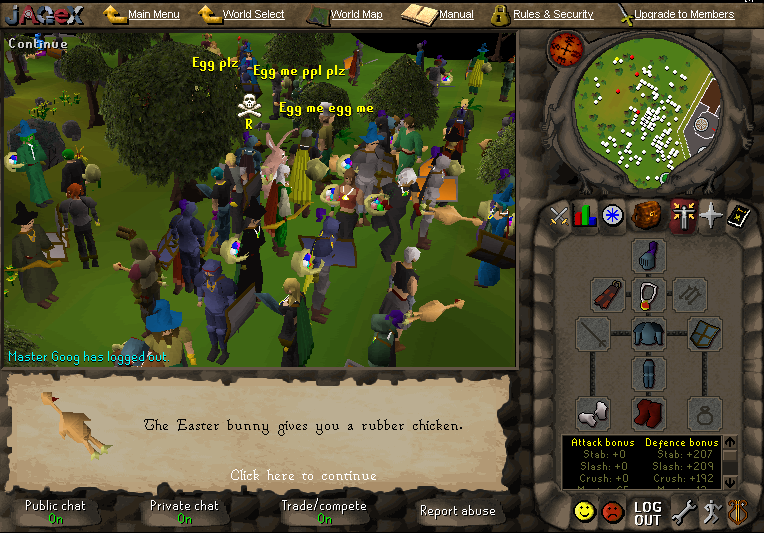 JAGEX
Main Menu
World Select
World Map
Manual
Rules & Security
Upgrade to Members
Continue
Egg plz
Egg me ppl plz
Egg me egg me
R
Master Goog has logged out.
The Easter bunny gives you a rubber chicken.
Click here to continue
Attack bonus Defence bonus
Stab: +0 Stab: +207
Slash: +0 Slash: +209
Crush: +0 Crush: +192
Public chat
On
Private chat
On
Trade/compete
On
Report abuse
LOG
OUT